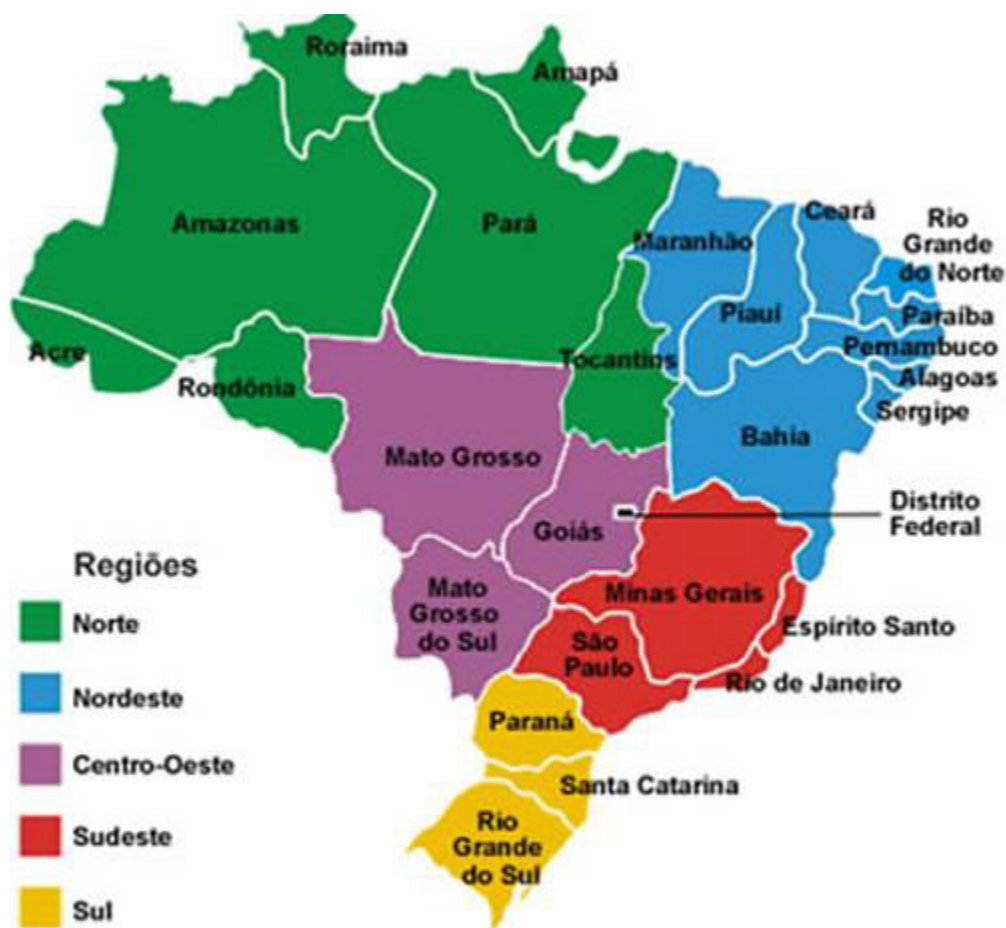 Roraima
Amapá
Amazonas
Pará
Maranhão
Ceará
Rio
Grande
do Norte
Piauí
Paraíba
Pernambuco
Alagoas
Sergipe
Acre
Rondônia
Tocantins
Bahia
Mato Grosso
Distrito
Federal
Goiás
Mato
Grosso
do Sul
Minas Gerais
Espírito Santo
São
Paulo
Rio de Janeiro
Paraná
Santa Catarina
Rio
Grande
do Sul
Regiões
Norte
Nordeste
Centro-Oeste
Sudeste
Sul